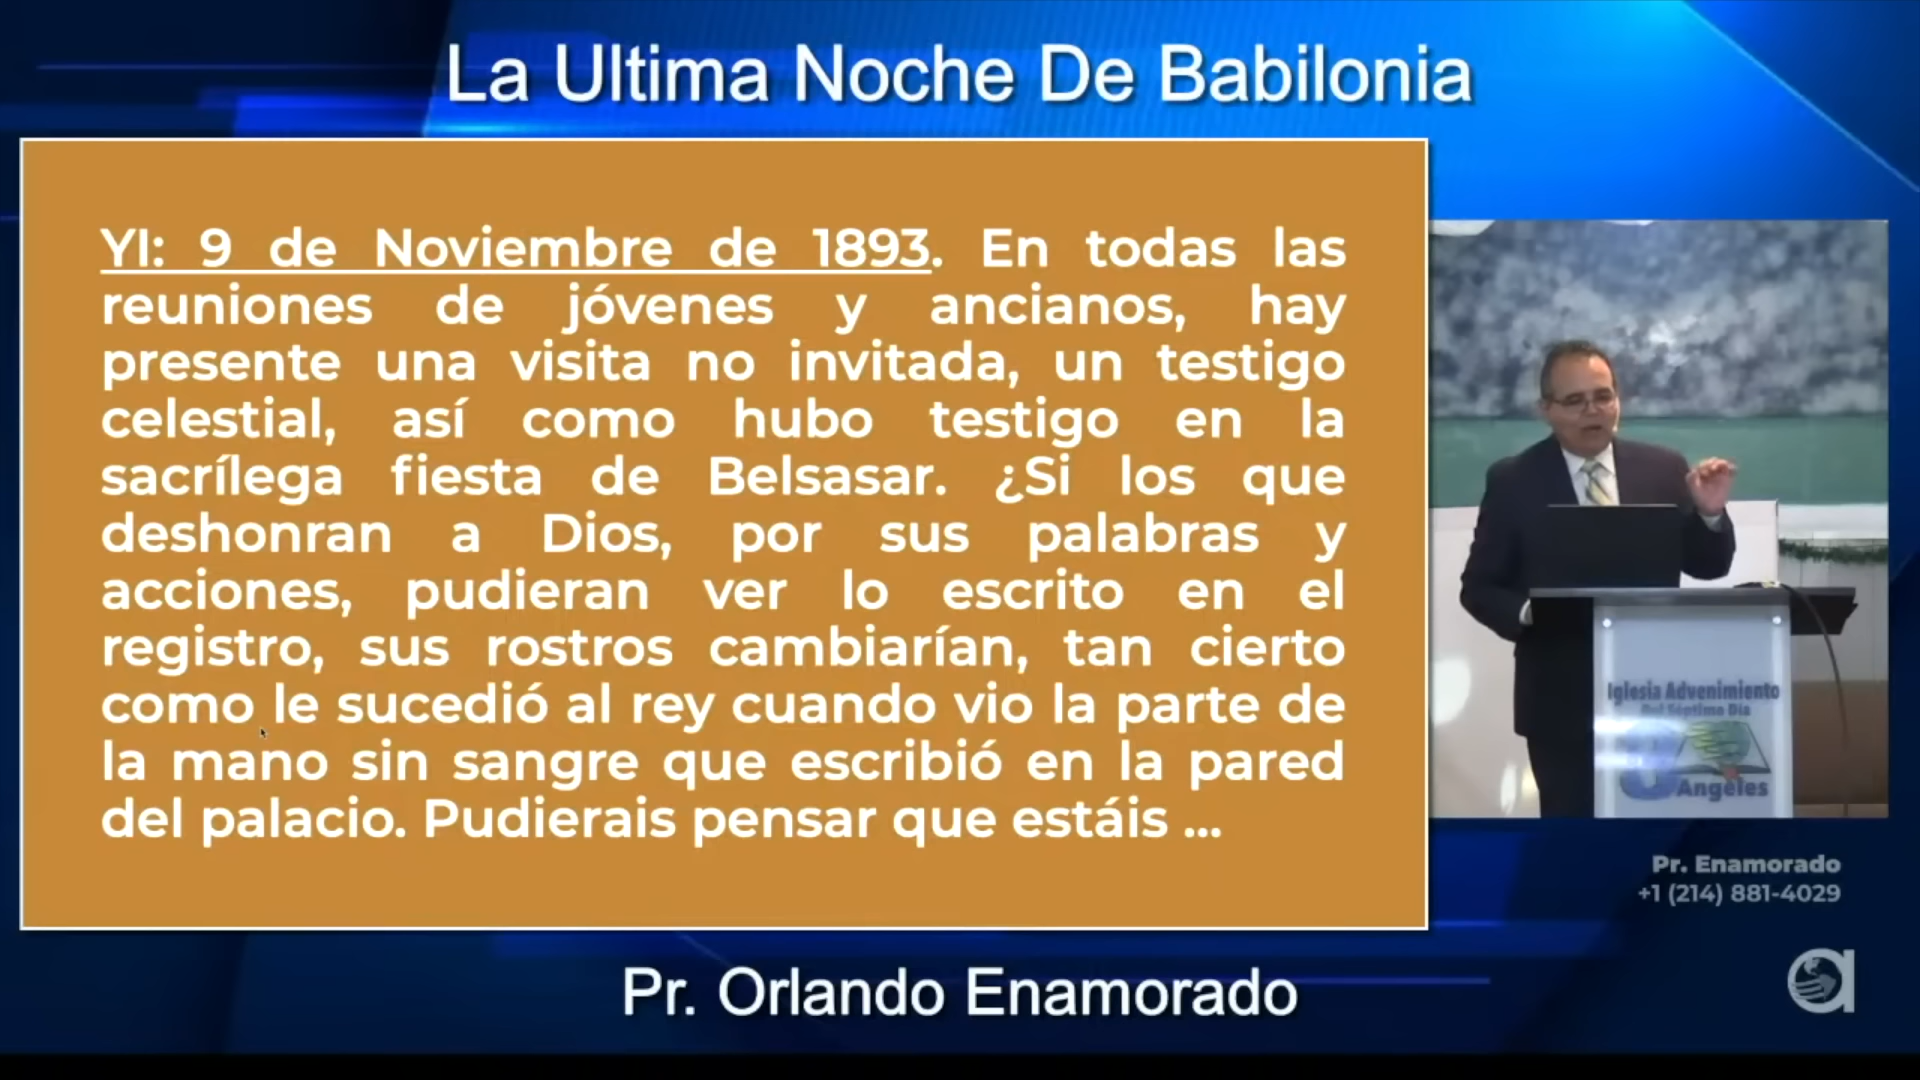 La Ultima Noche De Babilonia
YI: 9 de Noviembre de 1893. En todas las
reuniones de jóvenes y ancianos, hay
presente una visita no invitada, un testigo
celestial, así como hubo testigo en la
sacrílega fiesta de Belsasar. ¿Si los que
deshonran a Dios, por sus palabras y
acciones, pudieran ver lo escrito en el
registro, sus rostros cambiarían, tan cierto
como le sucedió al rey cuando vio la parte de
la mano sin sangre que escribió en la pared
del palacio. Pudierais pensar que estáis ...
Iglesia Advenimiento
Del Séptimo Día
3 Angeles
Pr. Enamorado
+1 (214) 881-4029
Pr. Orlando Enamorado